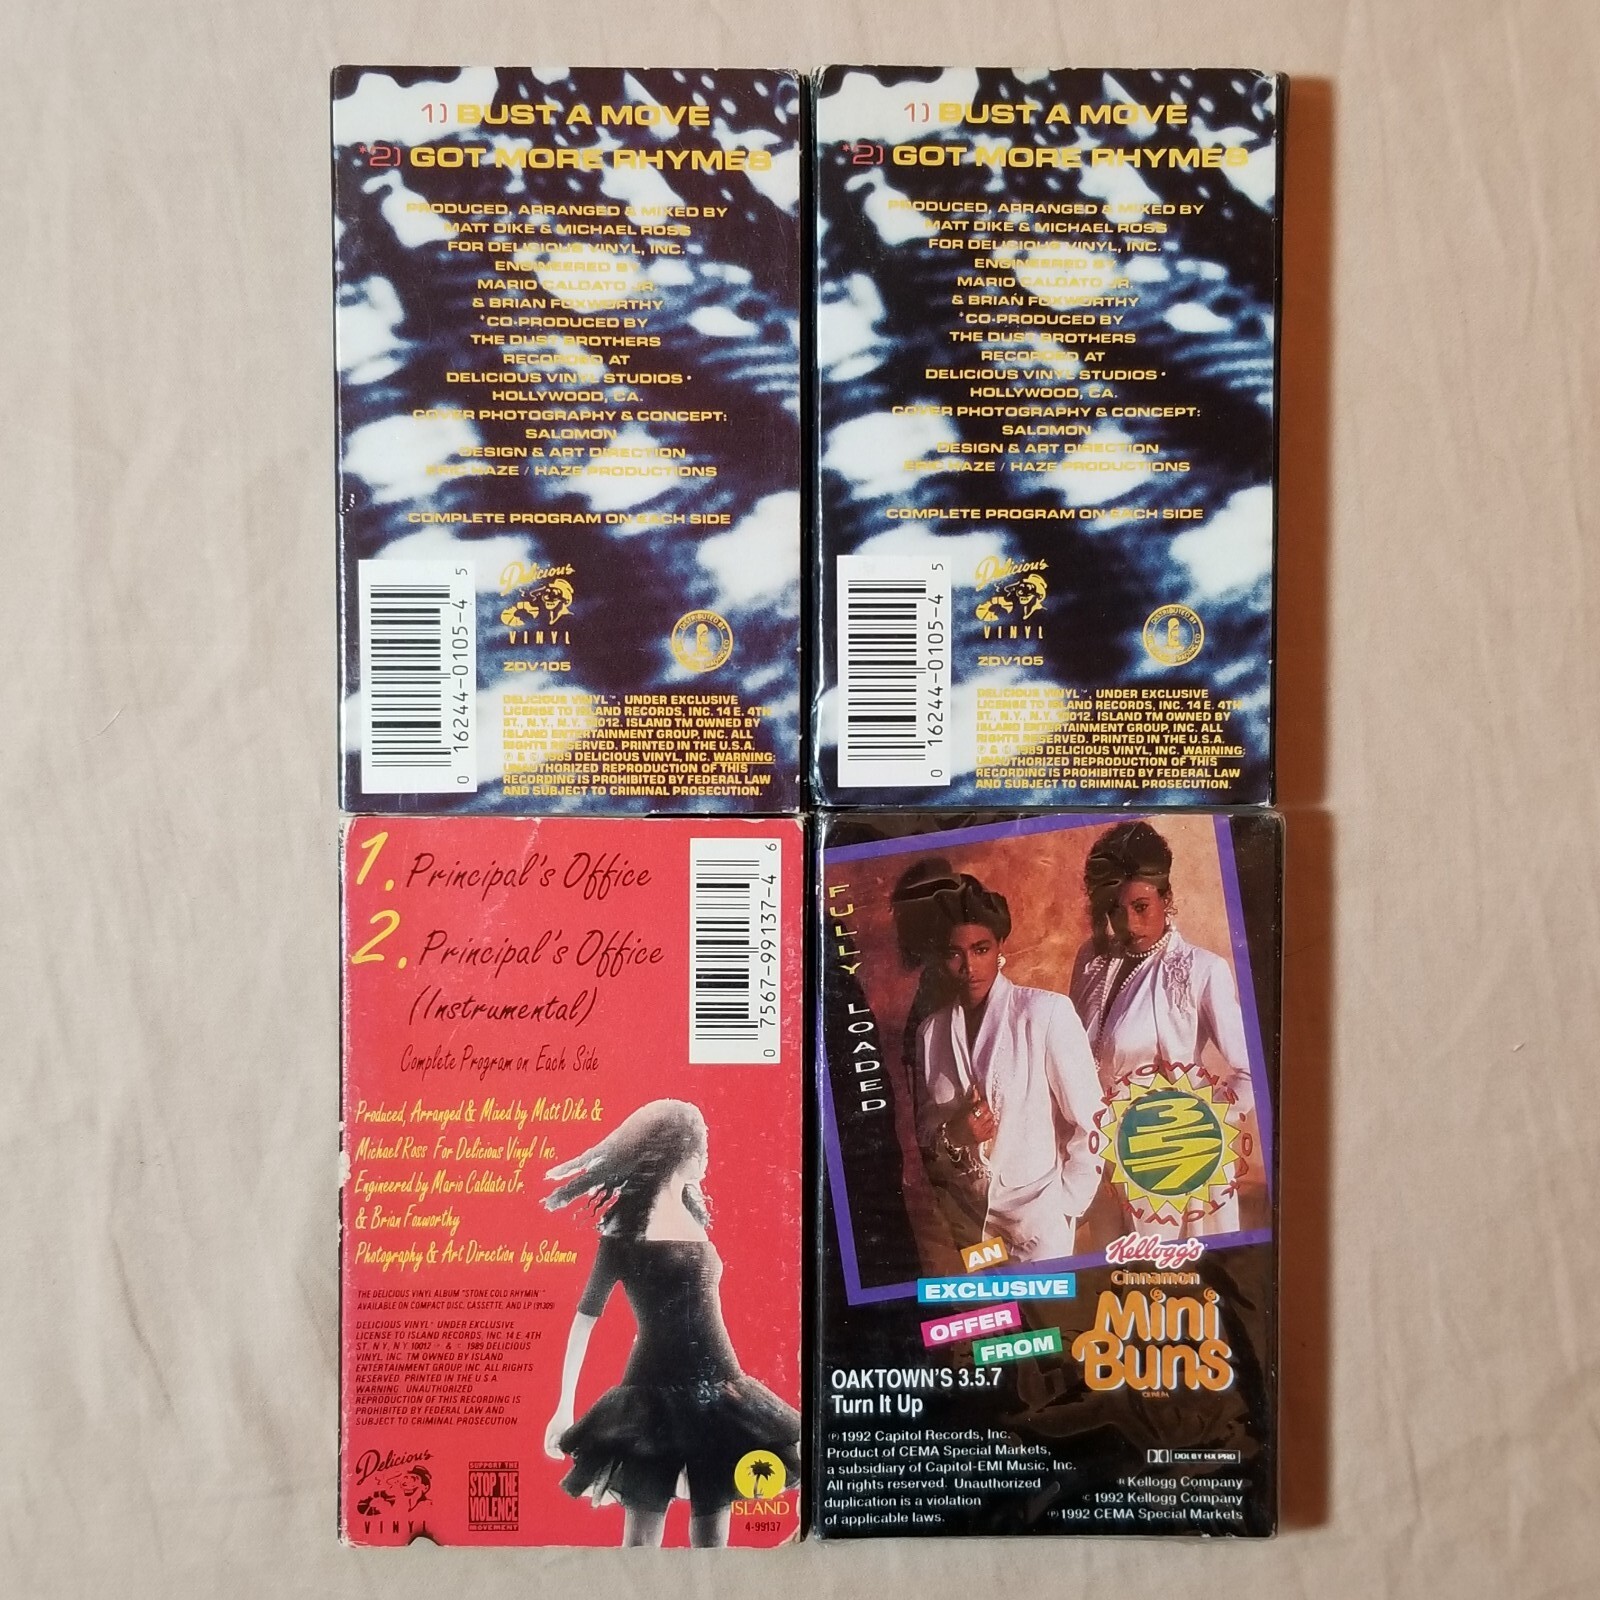 1) BUST A MOVE
*2) GOT MORE RHYMES
PRODUCED, ARRANGED & MIXED BY
MATT DIKE & MICHAEL ROSS
FOR DELICIOUS VINYL, INC.
ENGINEERED BY
MARIO CALDATO JR.
& BRIAN FOXWORTHY
*CO-PRODUCED BY
THE DUST BROTHERS
RECORDED AT
DELICIOUS VINYL STUDIOS •
HOLLYWOOD, CA.
COVER PHOTOGRAPHY & CONCEPT:
SALOMON
DESIGN & ART DIRECTION
ERIC HAZE / HAZE PRODUCTIONS
COMPLETE PROGRAM ON EACH SIDE
0 16244-0105-4 5
Delicious
VINYL
ZDV105
DISTRIBUTED BY
DELICIOUS VINYL™, UNDER EXCLUSIVE
LICENSE TO ISLAND RECORDS, INC. 14 E. 4TH
ST., N.Y., N.Y. 10012. ISLAND TM OWNED BY
ISLAND ENTERTAINMENT GROUP, INC. ALL
RIGHTS RESERVED. PRINTED IN THE U.S.A.
℗ & © 1989 DELICIOUS VINYL, INC. WARNING:
UNAUTHORIZED REPRODUCTION OF THIS
RECORDING IS PROHIBITED BY FEDERAL LAW
AND SUBJECT TO CRIMINAL PROSECUTION.
1) BUST A MOVE
*2) GOT MORE RHYMES
PRODUCED, ARRANGED & MIXED BY
MATT DIKE & MICHAEL ROSS
FOR DELICIOUS VINYL, INC.
ENGINEERED BY
MARIO CALDATO JR.
& BRIAN FOXWORTHY
*CO-PRODUCED BY
THE DUST BROTHERS
RECORDED AT
DELICIOUS VINYL STUDIOS •
HOLLYWOOD, CA.
COVER PHOTOGRAPHY & CONCEPT:
SALOMON
DESIGN & ART DIRECTION
ERIC HAZE / HAZE PRODUCTIONS
COMPLETE PROGRAM ON EACH SIDE
0 16244-0105-4 5
Delicious
VINYL
ZDV105
DISTRIBUTED BY
DELICIOUS VINYL™, UNDER EXCLUSIVE
LICENSE TO ISLAND RECORDS, INC. 14 E. 4TH
ST., N.Y., N.Y. 10012. ISLAND TM OWNED BY
ISLAND ENTERTAINMENT GROUP, INC. ALL
RIGHTS RESERVED. PRINTED IN THE U.S.A.
℗ & © 1989 DELICIOUS VINYL, INC. WARNING:
UNAUTHORIZED REPRODUCTION OF THIS
RECORDING IS PROHIBITED BY FEDERAL LAW
AND SUBJECT TO CRIMINAL PROSECUTION.
1. Principal's Office
2. Principal's Office
(Instrumental)
Complete Program on Each Side
0 7567-99137-4 6
Produced, Arranged & Mixed by Matt Dike &
Michael Ross For Delicious Vinyl Inc.
Engineered by Mario Caldato Jr.
& Brian Foxworthy
Photography & Art Direction by Salomon
THE DELICIOUS VINYL ALBUM "STONE COLD RHYMIN'"
AVAILABLE ON COMPACT DISC, CASSETTE, AND LP (91309)
DELICIOUS VINYL UNDER EXCLUSIVE
LICENSE TO ISLAND RECORDS, INC. 14 E. 4TH
ST. N.Y., N.Y. 10012 ℗ & © 1989 DELICIOUS
VINYL, INC. TM OWNED BY ISLAND
ENTERTAINMENT GROUP, INC. ALL RIGHTS
RESERVED. PRINTED IN THE U.S.A.
WARNING: UNAUTHORIZED
REPRODUCTION OF THIS RECORDING IS
PROHIBITED BY FEDERAL LAW AND
SUBJECT TO CRIMINAL PROSECUTION
Delicious
VINYL
SUPPORT THE
STOP THE
VIOLENCE
MOVEMENT
ISLAND
4-99137
FULLY LOADED
OAKTOWN'S
357
OAKTOWN
AN
EXCLUSIVE
OFFER
FROM
Kellogg's
Cinnamon
Mini
Buns
CEREAL
OAKTOWN'S 3.5.7
Turn It Up
℗1992 Capitol Records, Inc.
Product of CEMA Special Markets,
a subsidiary of Capitol-EMI Music, Inc.
All rights reserved. Unauthorized
duplication is a violation
of applicable laws.
DOLBY HX PRO
® Kellogg Company
© 1992 Kellogg Company
℗1992 CEMA Special Markets